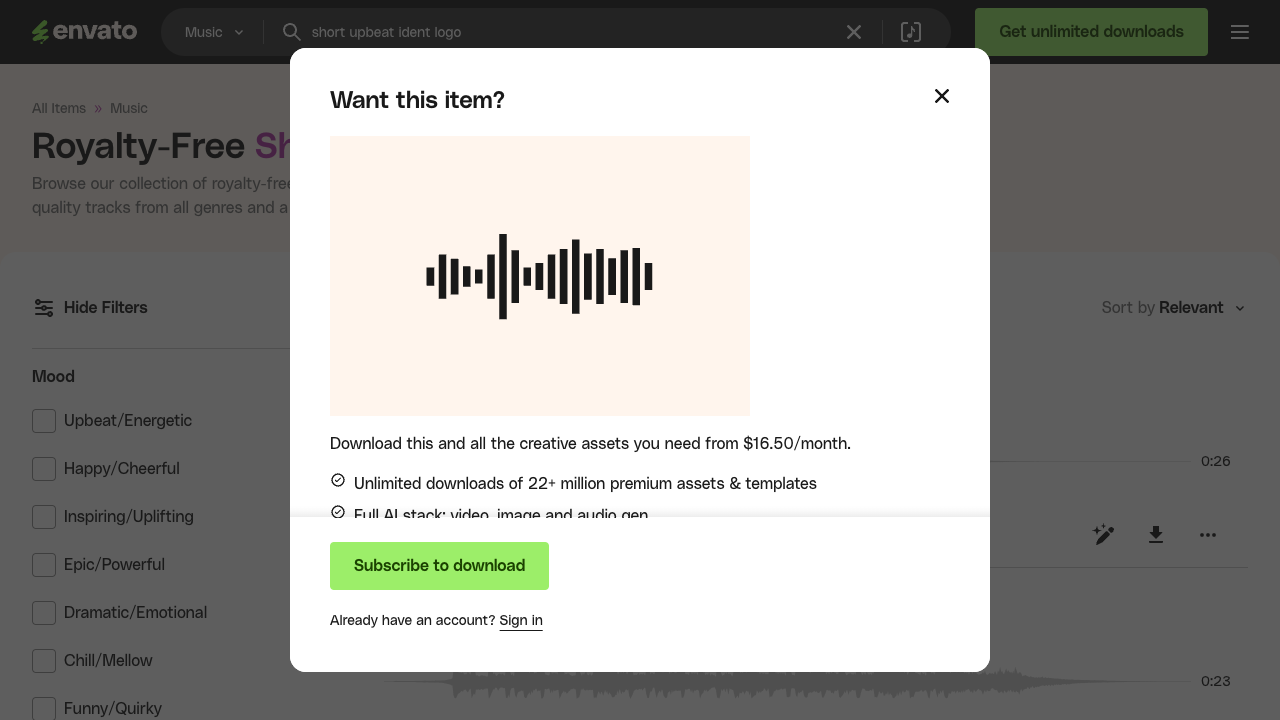 envato
Music
short upbeat ident logo
Get unlimited downloads
All Items » Music
Royalty-Free Sh
Browse our collection of royalty-free
quality tracks from all genres and a
Hide Filters
Sort by Relevant
Mood
Upbeat/Energetic
Happy/Cheerful
Inspiring/Uplifting
Epic/Powerful
Dramatic/Emotional
Chill/Mellow
Funny/Quirky
0:26
0:23
Want this item?
Download this and all the creative assets you need from $16.50/month.
Unlimited downloads of 22+ million premium assets & templates
Full AI stack: video, image and audio gen
Subscribe to download
Already have an account? Sign in